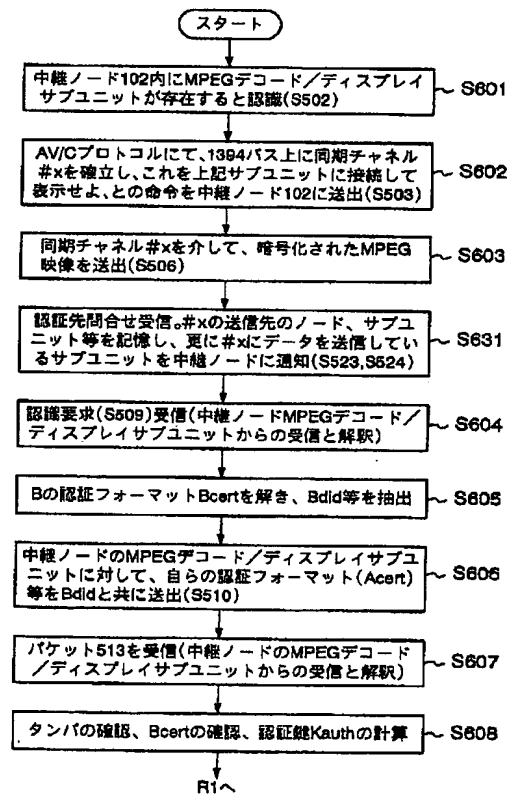 スタート
中継ノード102内にMPEGデコード／ディスプレイ
サブユニットが存在すると認識(S502)
S601
AV/Cプロトコルにて、1394バス上に同期チャネル
#xを確立し、これを上記サブユニットに接続して
表示せよ、との命令を中継ノード102に送出(S503)
S602
同期チャネル#xを介して、暗号化されたMPEG
映像を送出(S506)
S603
認証先問合せ受信。#xの送信先のノード、サブユ
ニット等を記憶し、更に#xにデータを送信して
いるサブユニットを中継ノードに通知(S523,S524)
S631
認識要求(S509)受信(中継ノードMPEGデコード／
ディスプレイサブユニットからの受信と解釈)
S604
Bの認証フォーマットBcertを解き、Bdid等を抽出
S605
中継ノードのMPEGデコード／ディスプレイサブユ
ニットに対して、自らの認証フォーマット(Acert)
等をBdidと共に送出(S510)
S606
パケット513を受信(中継ノードのMPEGデコード
／ディスプレイサブユニットからの受信と解釈)
S607
タンパの確認、Bcertの確認、認証鍵Kauthの計算
S608
R1へ